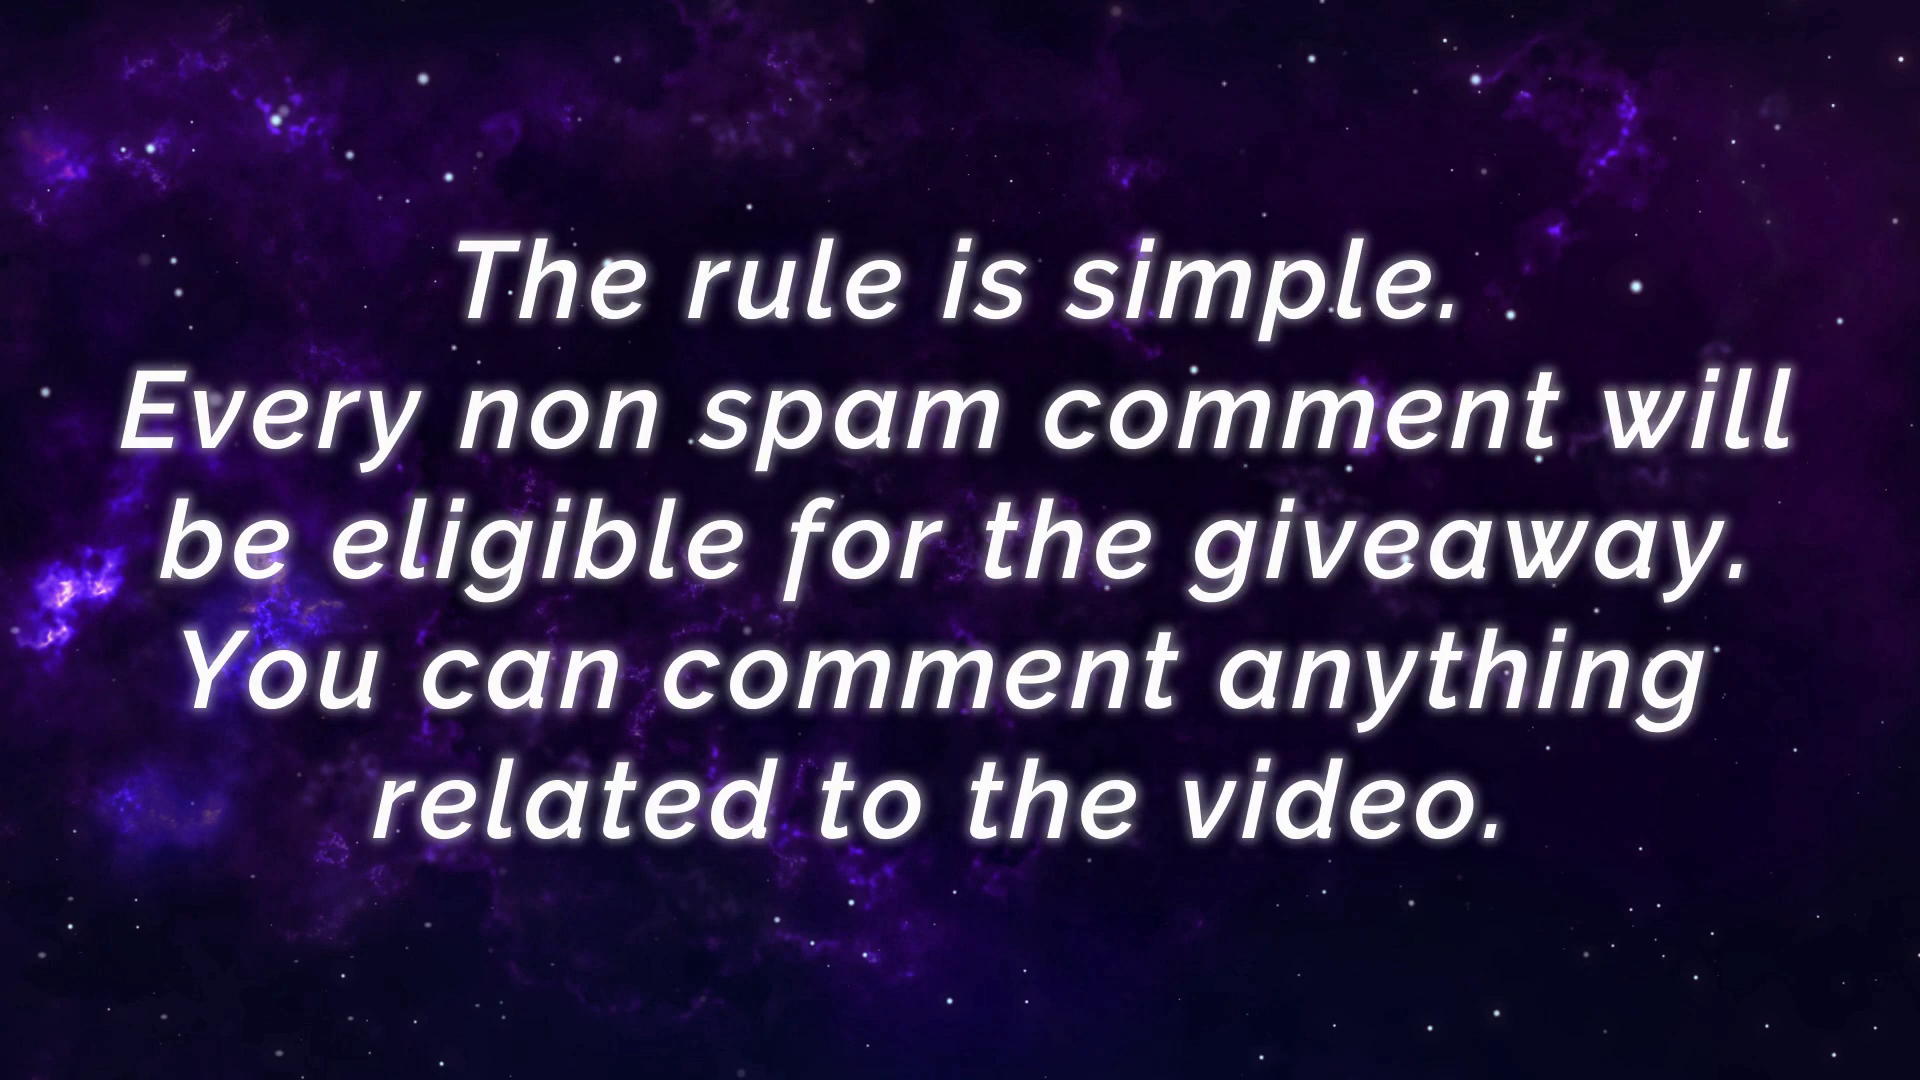 The rule is simple.
Every non spam comment will
be eligible for the giveaway.
You can comment anything
related to the video.